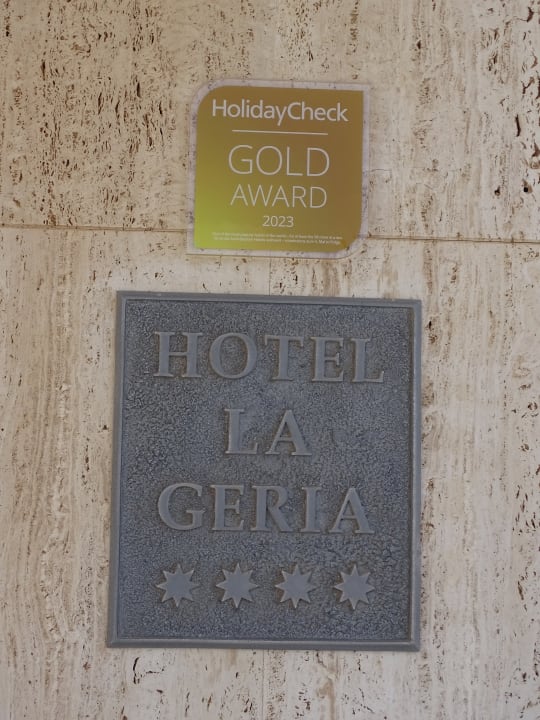 HolidayCheck
GOLD
AWARD
2023
HOTEL
LA
GERIA